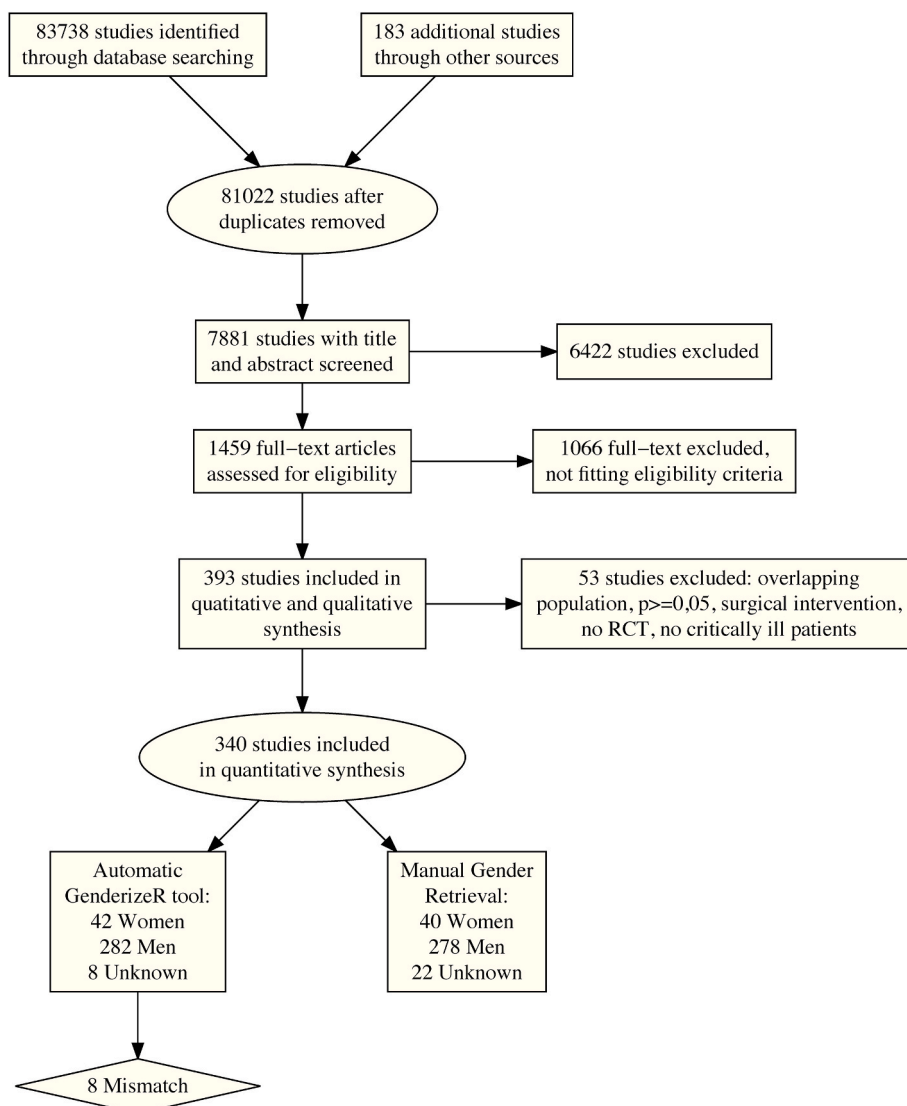 83738 studies identified
through database searching
183 additional studies
through other sources
81022 studies after
duplicates removed
7881 studies with title
and abstract screened
6422 studies excluded
1459 full−text articles
assessed for eligibility
1066 full−text excluded,
not fitting eligibility criteria
393 studies included in
quatitative and qualitative
synthesis
53 studies excluded: overlapping
population, p>=0,05, surgical intervention,
no RCT, no critically ill patients
340 studies included
in quantitative synthesis
Automatic
GenderizeR tool:
42 Women
282 Men
8 Unknown
Manual Gender
Retrieval:
40 Women
278 Men
22 Unknown
8 Mismatch